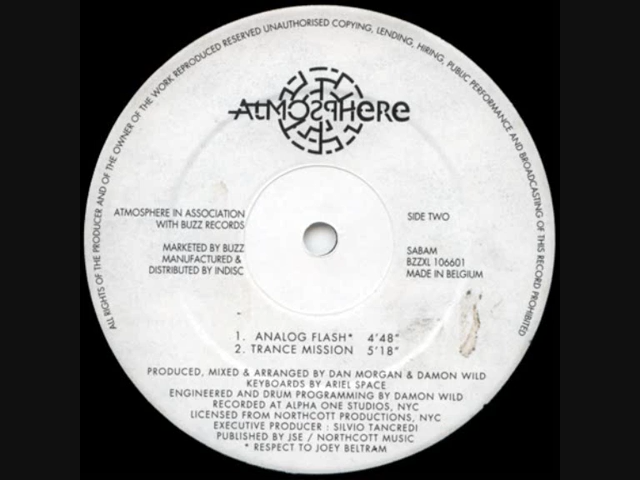 ALL RIGHTS OF THE PRODUCER AND OF THE OWNER OF THE WORK REPRODUCED RESERVED UNAUTHORISED COPYING, LENDING, HIRING, PUBLIC PERFORMANCE AND BROADCASTING OF THIS RECORD PROHIBITED
AtMOSPHeRe
ATMOSPHERE IN ASSOCIATION
WITH BUZZ RECORDS
SIDE TWO
MARKETED BY BUZZ
MANUFACTURED &
DISTRIBUTED BY INDISC
SABAM
BZZXL 106601
MADE IN BELGIUM
1. ANALOG FLASH* 4'48"
2. TRANCE MISSION 5'18"
PRODUCED, MIXED & ARRANGED BY DAN MORGAN & DAMON WILD
KEYBOARDS BY ARIEL SPACE
ENGINEERED AND DRUM PROGRAMMING BY DAMON WILD
RECORDED AT ALPHA ONE STUDIOS, NYC
LICENSED FROM NORTHCOTT PRODUCTIONS, NYC
EXECUTIVE PRODUCER : SILVIO TANCREDI
PUBLISHED BY JSE / NORTHCOTT MUSIC
* RESPECT TO JOEY BELTRAM